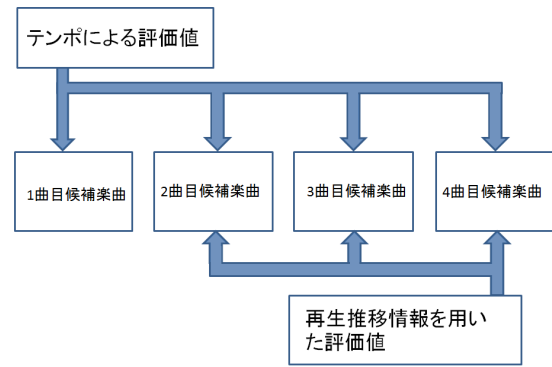 テンポによる評価値
1曲目候補楽曲
2曲目候補楽曲
3曲目候補楽曲
4曲目候補楽曲
再生推移情報を用い
た評価値